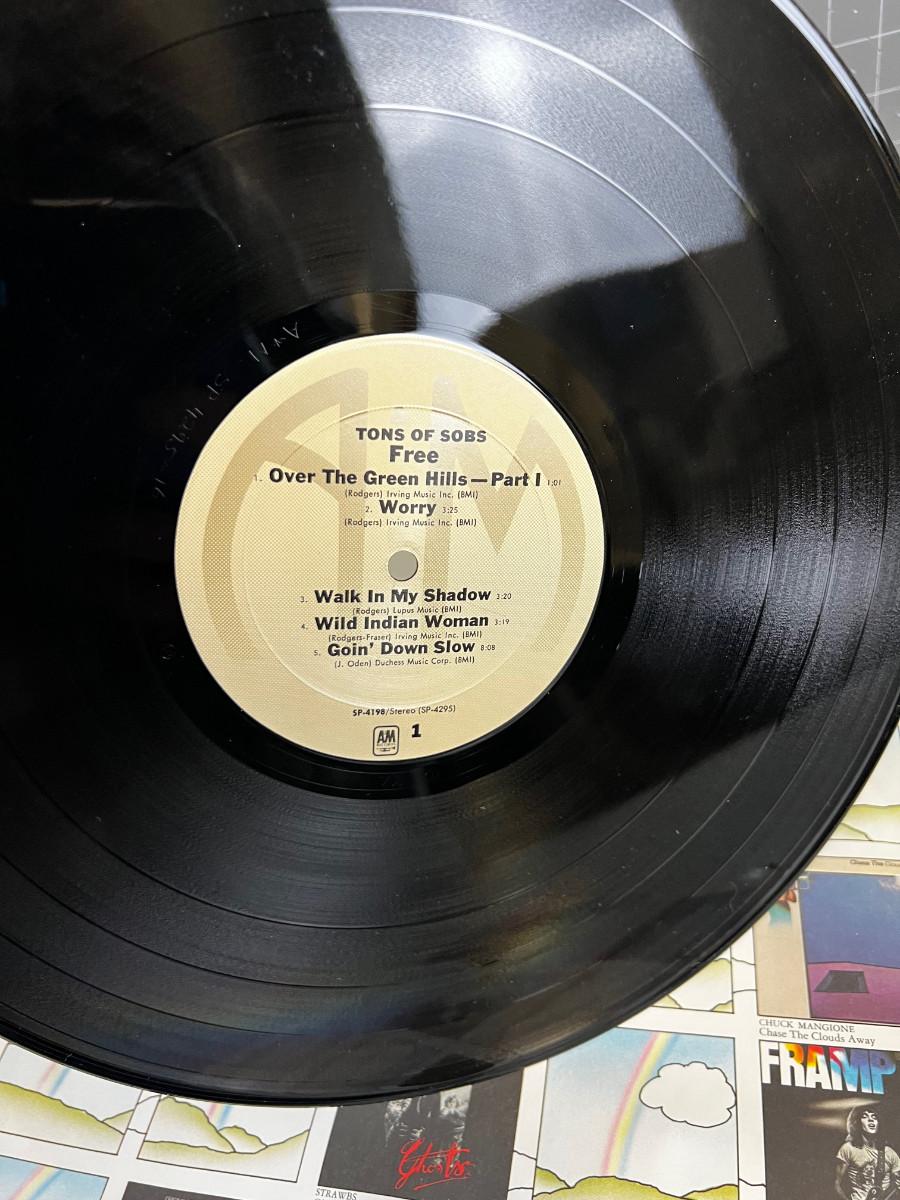 TONS OF SOBS
Free
1. Over The Green Hills—Part I 1:01
(Rodgers) Irving Music Inc. (BMI)
2. Worry 3:25
(Rodgers) Irving Music Inc. (BMI)
3. Walk In My Shadow 3:20
(Rodgers) Lupus Music (BMI)
4. Wild Indian Woman 3:19
(Rodgers-Fraser) Irving Music Inc. (BMI)
5. Goin' Down Slow 8:08
(J. Oden) Duchess Music Corp. (BMI)
SP-4198/Stereo (SP-4295)
AM
1
CHUCK MANGIONE
Chase The Clouds Away
FRAMP
Ghosts
STRAWBS